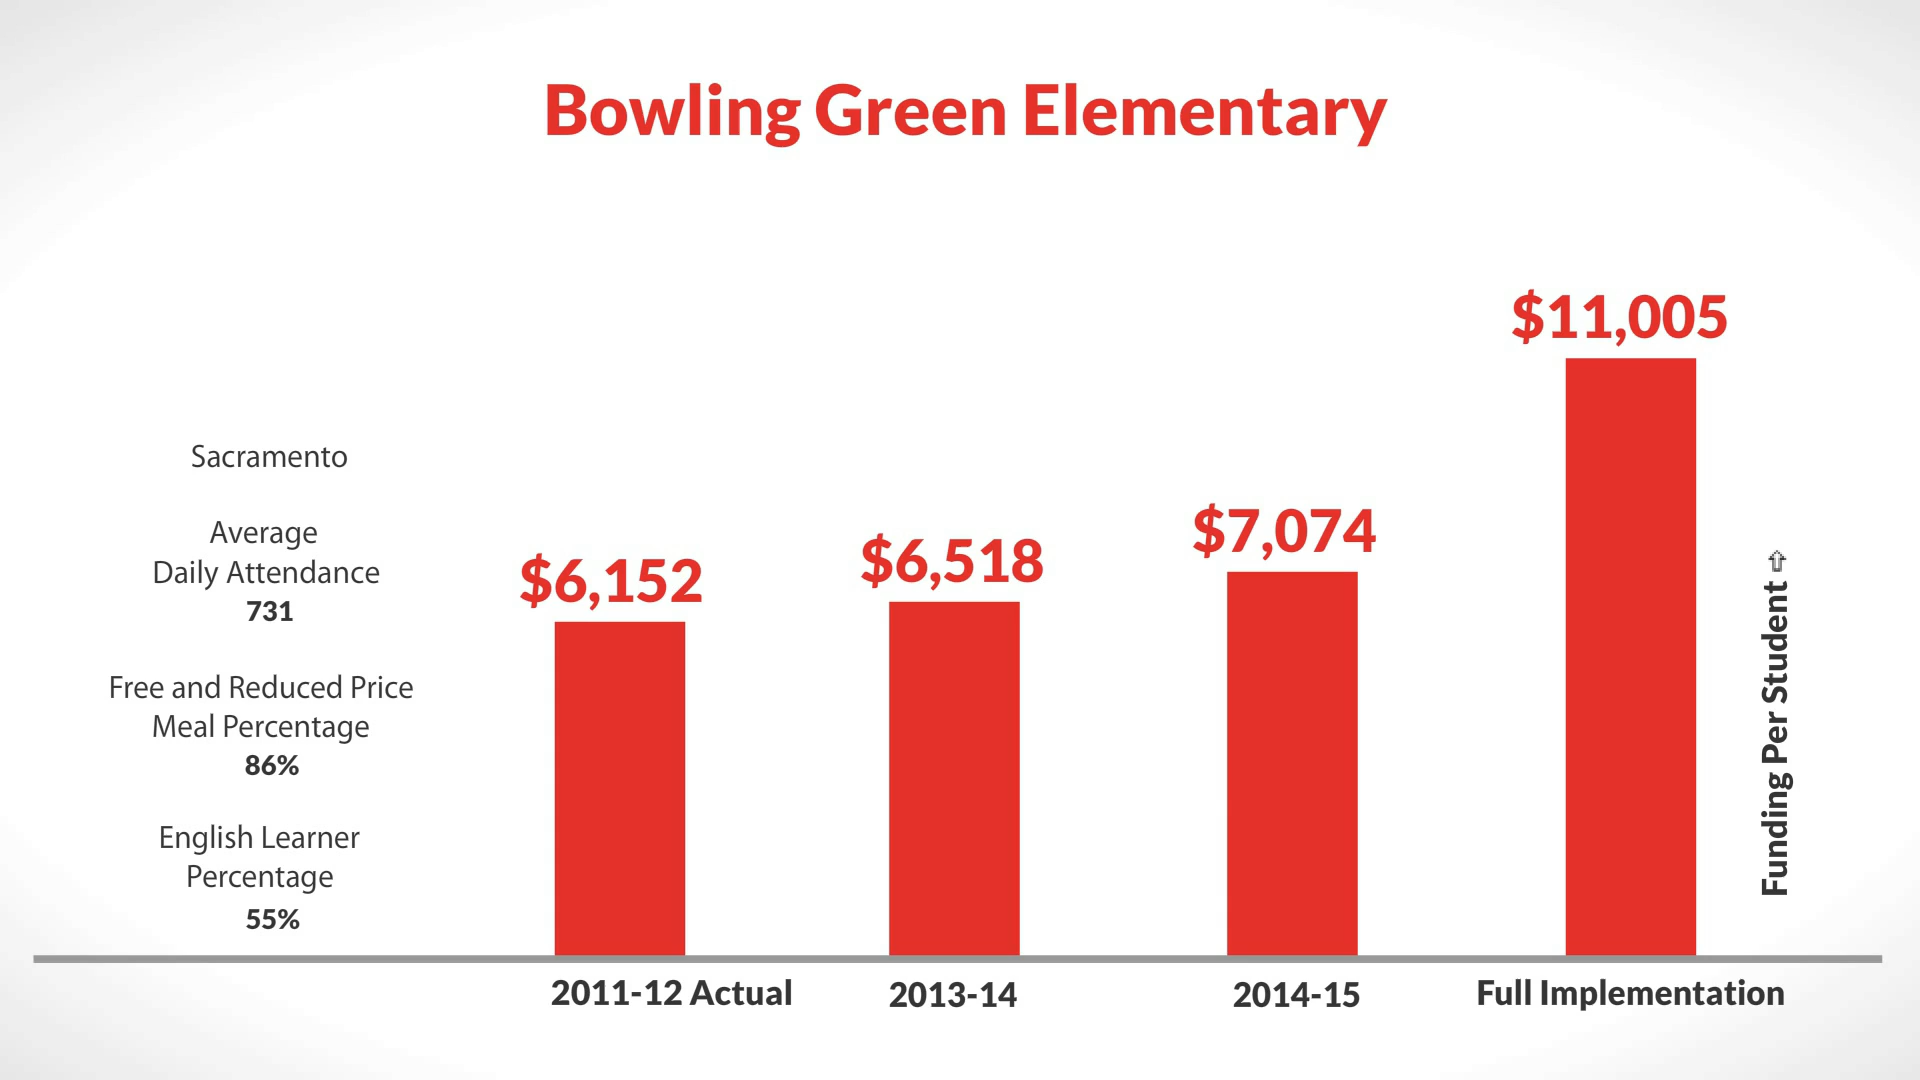 Bowling Green Elementary
Sacramento
Average
Daily Attendance
731
Free and Reduced Price
Meal Percentage
86%
English Learner
Percentage
55%
$6,152
$6,518
$7,074
$11,005
2011-12 Actual
2013-14
2014-15
Full Implementation
Funding Per Student ⇧